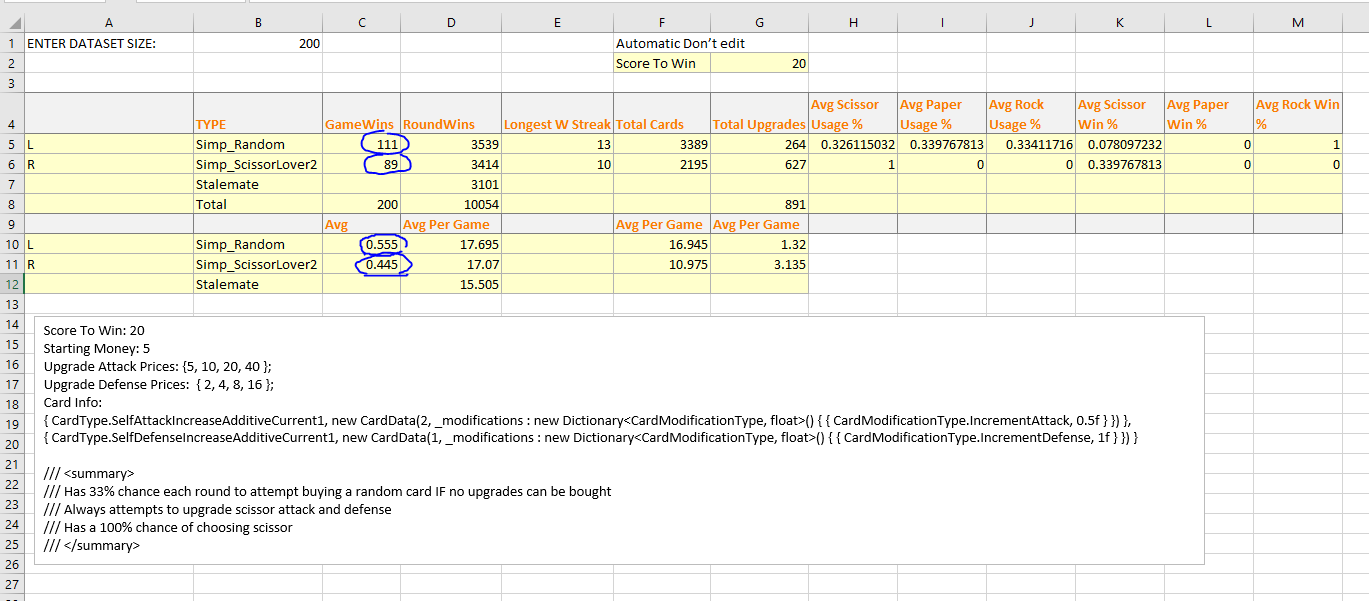 A B C D E F G H I J K L M
1 ENTER DATASET SIZE: 200 Automatic Don't edit
2 Score To Win 20
3
Avg Scissor Avg Paper Avg Rock Avg Scissor Avg Paper Avg Rock Win
4 TYPE GameWins RoundWins Longest W Streak Total Cards Total Upgrades Usage % Usage % Usage % Win % Win % %
5 L Simp_Random 111 3539 13 3389 264 0.326115032 0.339767813 0.33411716 0.078097232 0 1
6 R Simp_ScissorLover2 89 3414 10 2195 627 1 0 0 0.339767813 0 0
7 Stalemate 3101
8 Total 200 10054 891
9 Avg Avg Per Game Avg Per Game Avg Per Game
10 L Simp_Random 0.555 17.695 16.945 1.32
11 R Simp_ScissorLover2 0.445 17.07 10.975 3.135
12 Stalemate 15.505
13
14 Score To Win: 20
15 Starting Money: 5
16 Upgrade Attack Prices: {5, 10, 20, 40 };
17 Upgrade Defense Prices: { 2, 4, 8, 16 };
18 Card Info:
19 { CardType.SelfAttackIncreaseAdditiveCurrent1, new CardData(2, _modifications : new Dictionary<CardModificationType, float>() { { CardModificationType.IncrementAttack, 0.5f } }) },
20 { CardType.SelfDefenseIncreaseAdditiveCurrent1, new CardData(1, _modifications : new Dictionary<CardModificationType, float>() { { CardModificationType.IncrementDefense, 1f } }) }
21
22 /// <summary>
23 /// Has 33% chance each round to attempt buying a random card IF no upgrades can be bought
24 /// Always attempts to upgrade scissor attack and defense
/// Has a 100% chance of choosing scissor
25 /// </summary>
26
27